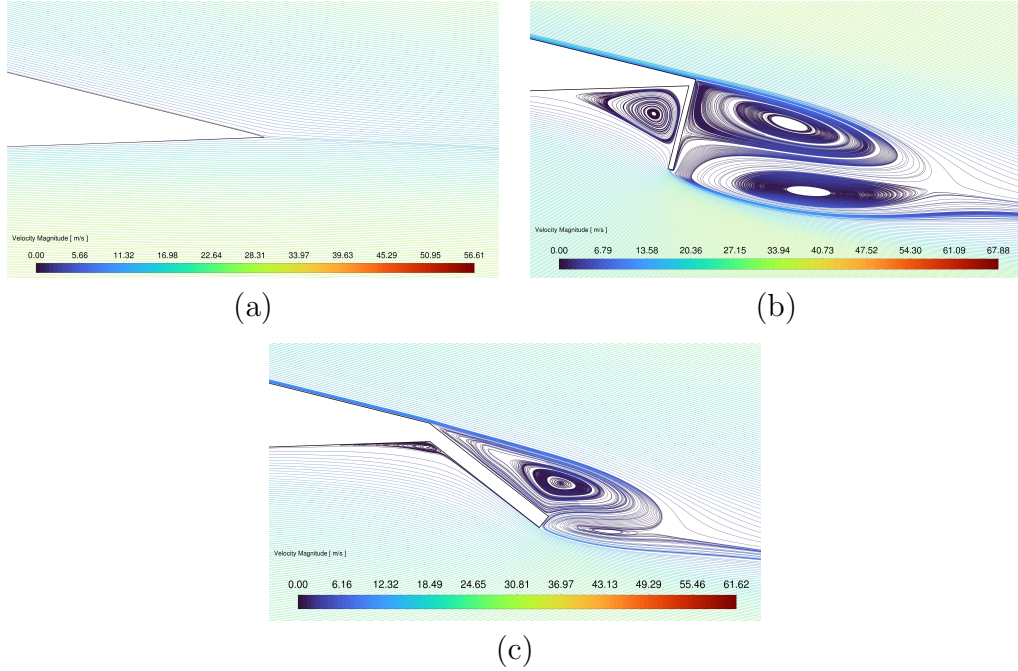 Velocity Magnitude [ m/s ]
0.00 5.66 11.32 16.98 22.64 28.31 33.97 39.63 45.29 50.95 56.61
(a)
Velocity Magnitude [ m/s ]
0.00 6.79 13.58 20.36 27.15 33.94 40.73 47.52 54.30 61.09 67.88
(b)
Velocity Magnitude [ m/s ]
0.00 6.16 12.32 18.49 24.65 30.81 36.97 43.13 49.29 55.46 61.62
(c)